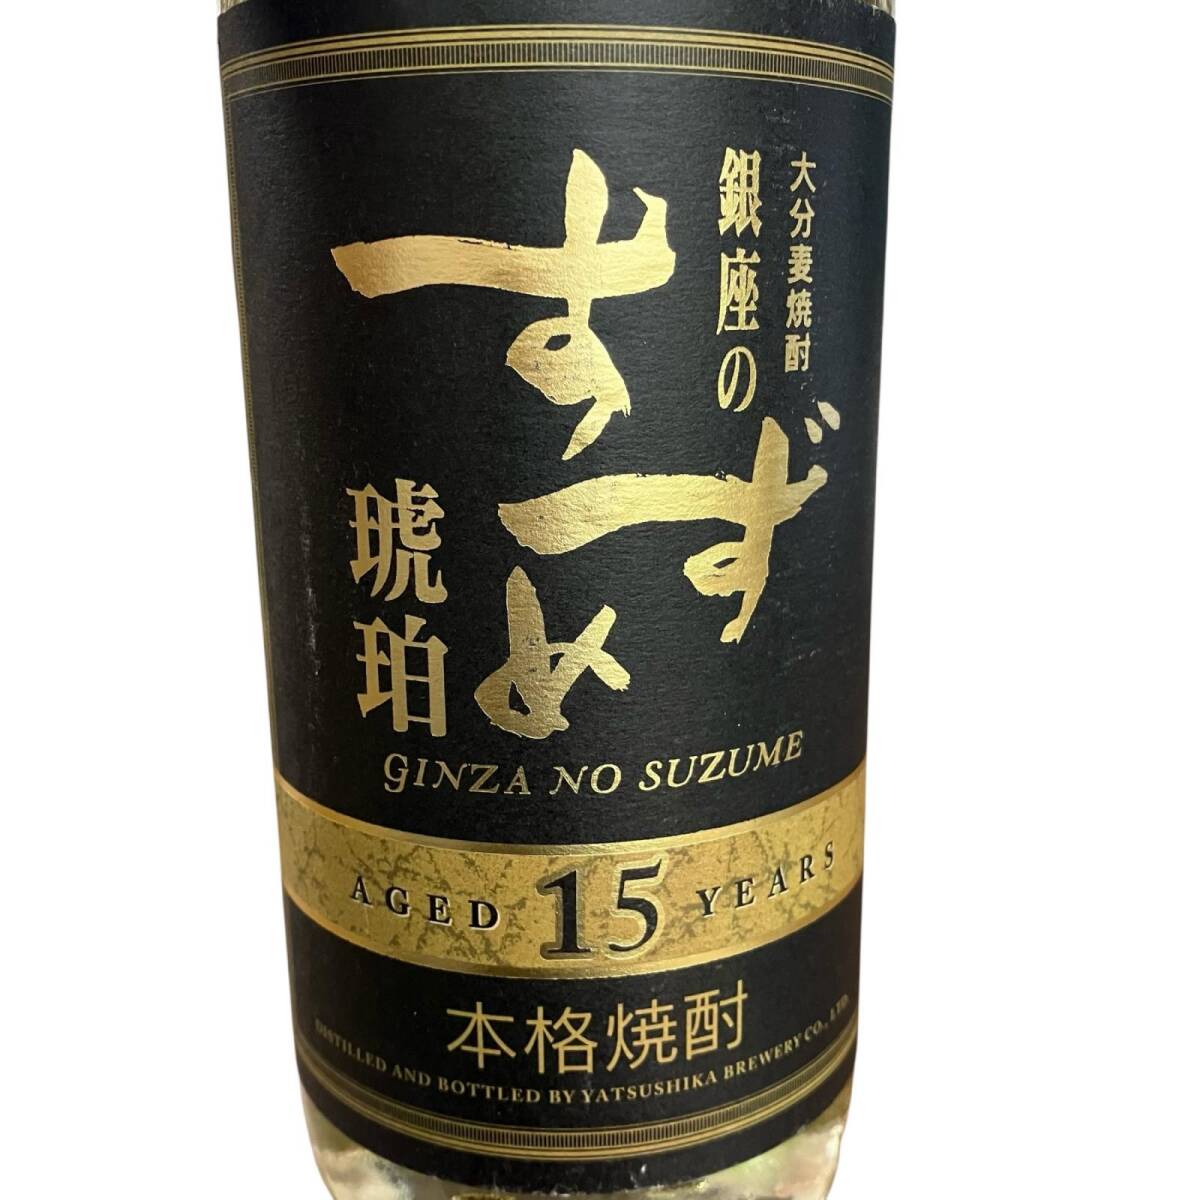 大分麦焼酎
銀座の
すずめ
琥珀
GINZA NO SUZUME
AGED 15 YEARS
本格焼酎
DISTILLED AND BOTTLED BY YATSUSHIKA BREWERY CO., LTD.